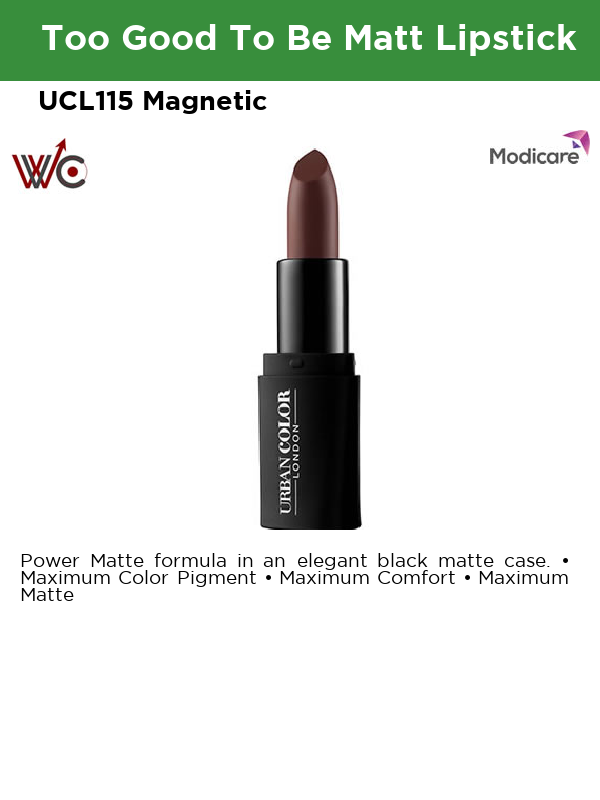 Too Good To Be Matt Lipstick
UCL115 Magnetic
WC
Modicare
URBAN COLOR
LONDON
Power Matte formula in an elegant black matte case. •
Maximum Color Pigment • Maximum Comfort • Maximum
Matte